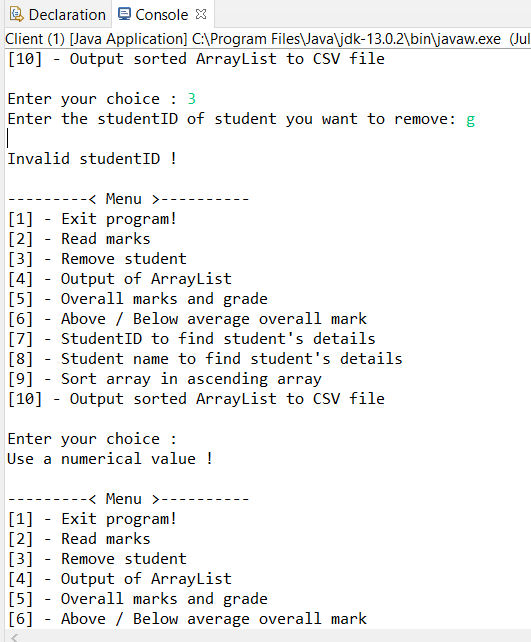 Declaration Console
Client (1) [Java Application] C:\Program Files\Java\jdk-13.0.2\bin\javaw.exe (Jul
[10] - Output sorted ArrayList to CSV file
Enter your choice : 3
Enter the studentID of student you want to remove: g
Invalid studentID !
---------< Menu >----------
[1] - Exit program!
[2] - Read marks
[3] - Remove student
[4] - Output of ArrayList
[5] - Overall marks and grade
[6] - Above / Below average overall mark
[7] - StudentID to find student's details
[8] - Student name to find student's details
[9] - Sort array in ascending array
[10] - Output sorted ArrayList to CSV file
Enter your choice :
Use a numerical value !
---------< Menu >----------
[1] - Exit program!
[2] - Read marks
[3] - Remove student
[4] - Output of ArrayList
[5] - Overall marks and grade
[6] - Above / Below average overall mark